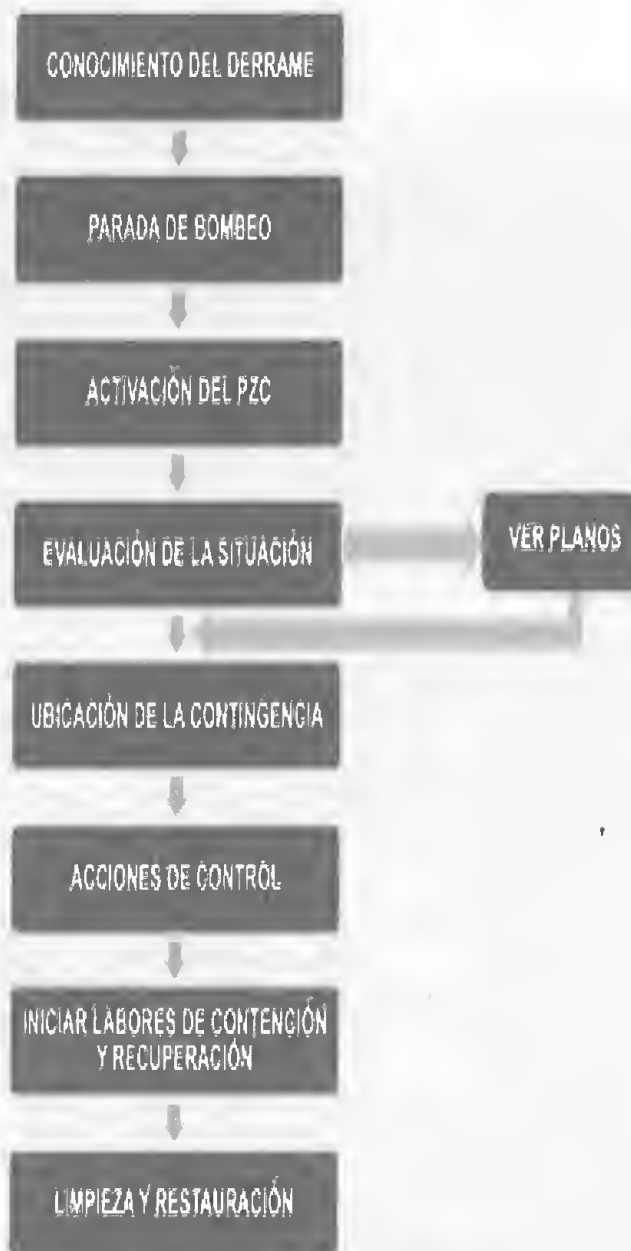 CONOCIMIENTO DEL DERRAME
PARADA DE BOMBEO
ACTIVACIÓN DEL PZC
EVALUACIÓN DE LA SITUACIÓN
VER PLANOS
UBICACIÓN DE LA CONTINGENCIA
ACCIONES DE CONTROL
INICIAR LABORES DE CONTENCIÓN
Y RECUPERACIÓN
LIMPIEZA Y RESTAURACIÓN